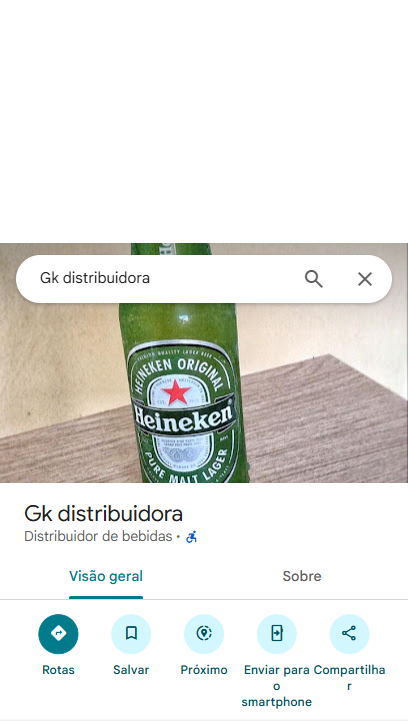 Gk distribuidora
HEINEKEN ORIGINAL
Heineken
PURE MALT LAGER
Gk distribuidora
Distribuidor de bebidas ·
Visão geral
Sobre
Rotas
Salvar
Próximo
Enviar para
o
smartphone
Compartilha
r